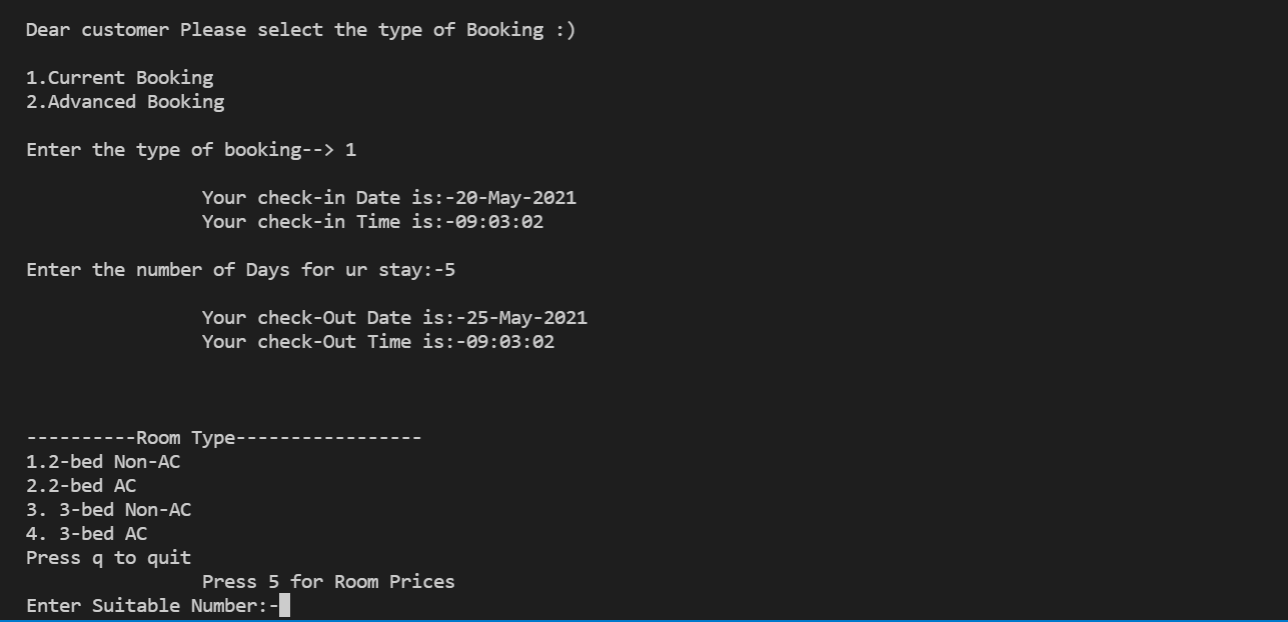 Dear customer Please select the type of Booking :)
1.Current Booking
2.Advanced Booking
Enter the type of booking--> 1
Your check-in Date is:-20-May-2021
Your check-in Time is:-09:03:02
Enter the number of Days for ur stay:-5
Your check-Out Date is:-25-May-2021
Your check-Out Time is:-09:03:02
----------Room Type-----------------
1.2-bed Non-AC
2.2-bed AC
3. 3-bed Non-AC
4. 3-bed AC
Press q to quit
Press 5 for Room Prices
Enter Suitable Number:-